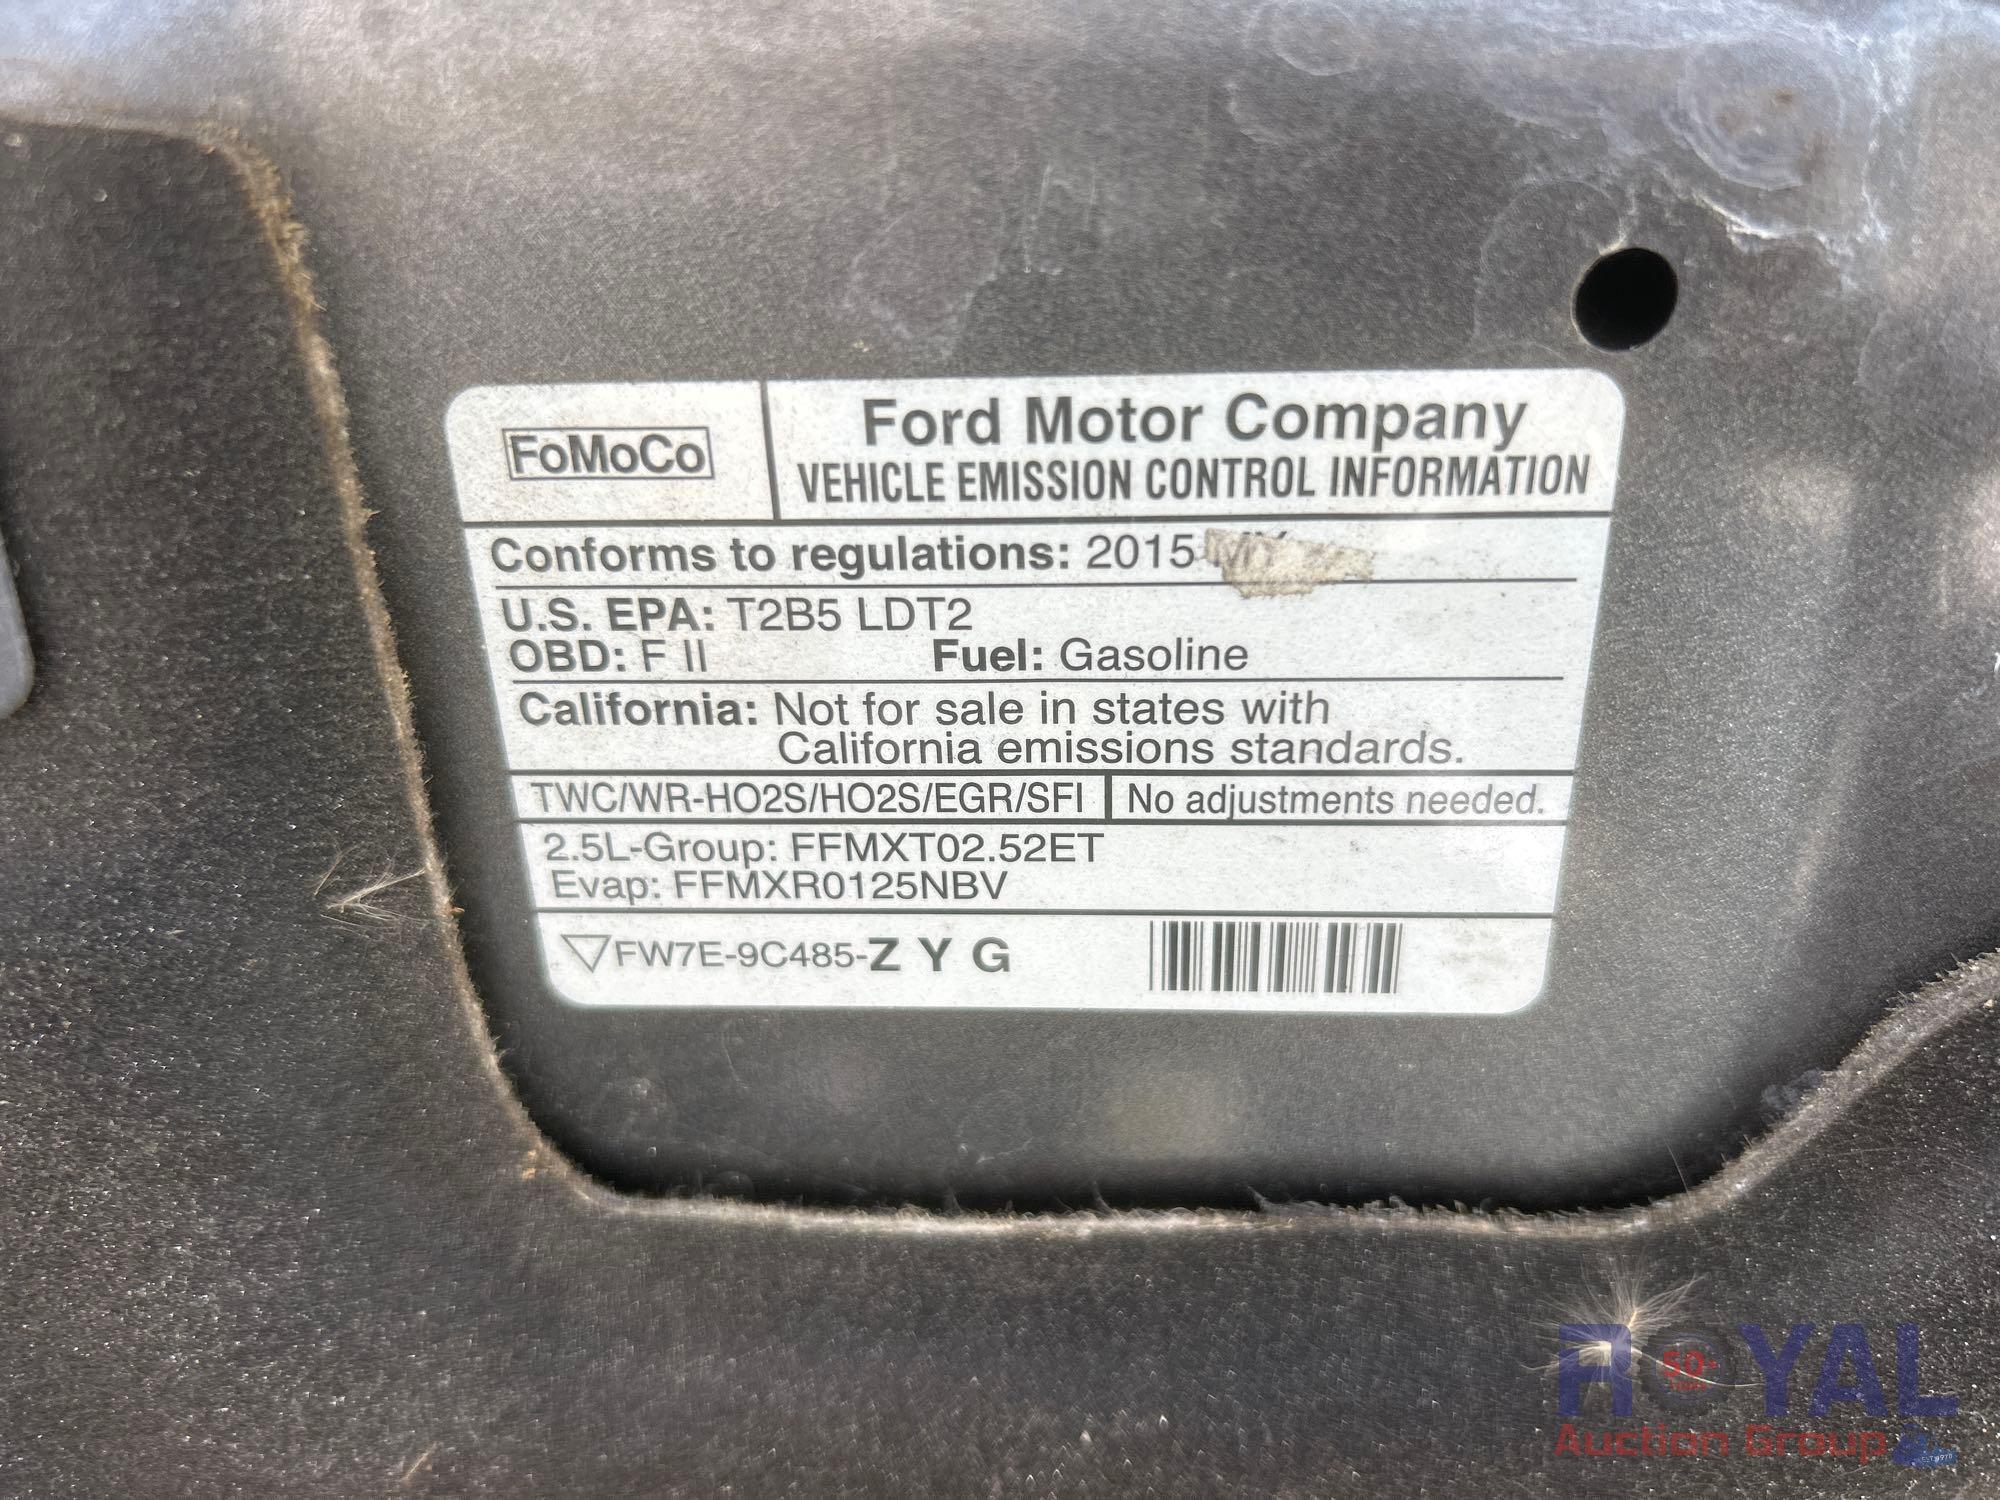 FoMoCo
Ford Motor Company
VEHICLE EMISSION CONTROL INFORMATION
Conforms to regulations: 2015 MY
U.S. EPA: T2B5 LDT2
OBD: F II Fuel: Gasoline
California: Not for sale in states with
California emissions standards.
TWC/WR-HO2S/HO2S/EGR/SFI No adjustments needed.
2.5L-Group: FFMXT02.52ET
Evap: FFMXR0125NBV
FW7E-9C485-Z Y G
ROYAL
50+
Auction Group